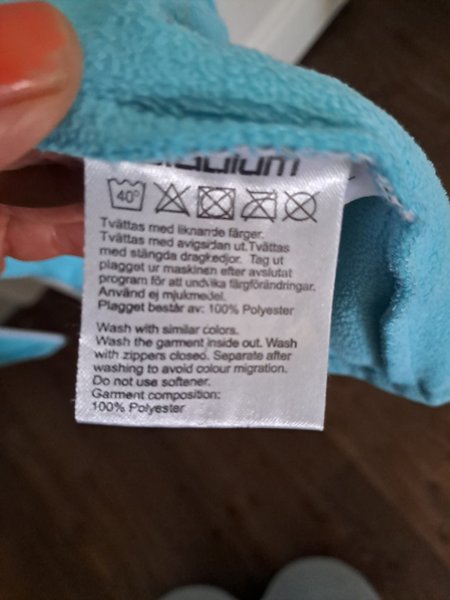 40°
Tvättas med liknande färger.
Tvättas med avigsidan ut.Tvättas
med stängda dragkedjor. Tag ut
plagget ur maskinen efter avslutat
program för att undvika färgförändringar.
Använd ej mjukmedel.
Plagget består av: 100% Polyester
Wash with similar colors.
Wash the garment inside out. Wash
with zippers closed. Separate after
washing to avoid colour migration.
Do not use softener.
Garment composition:
100% Polyester